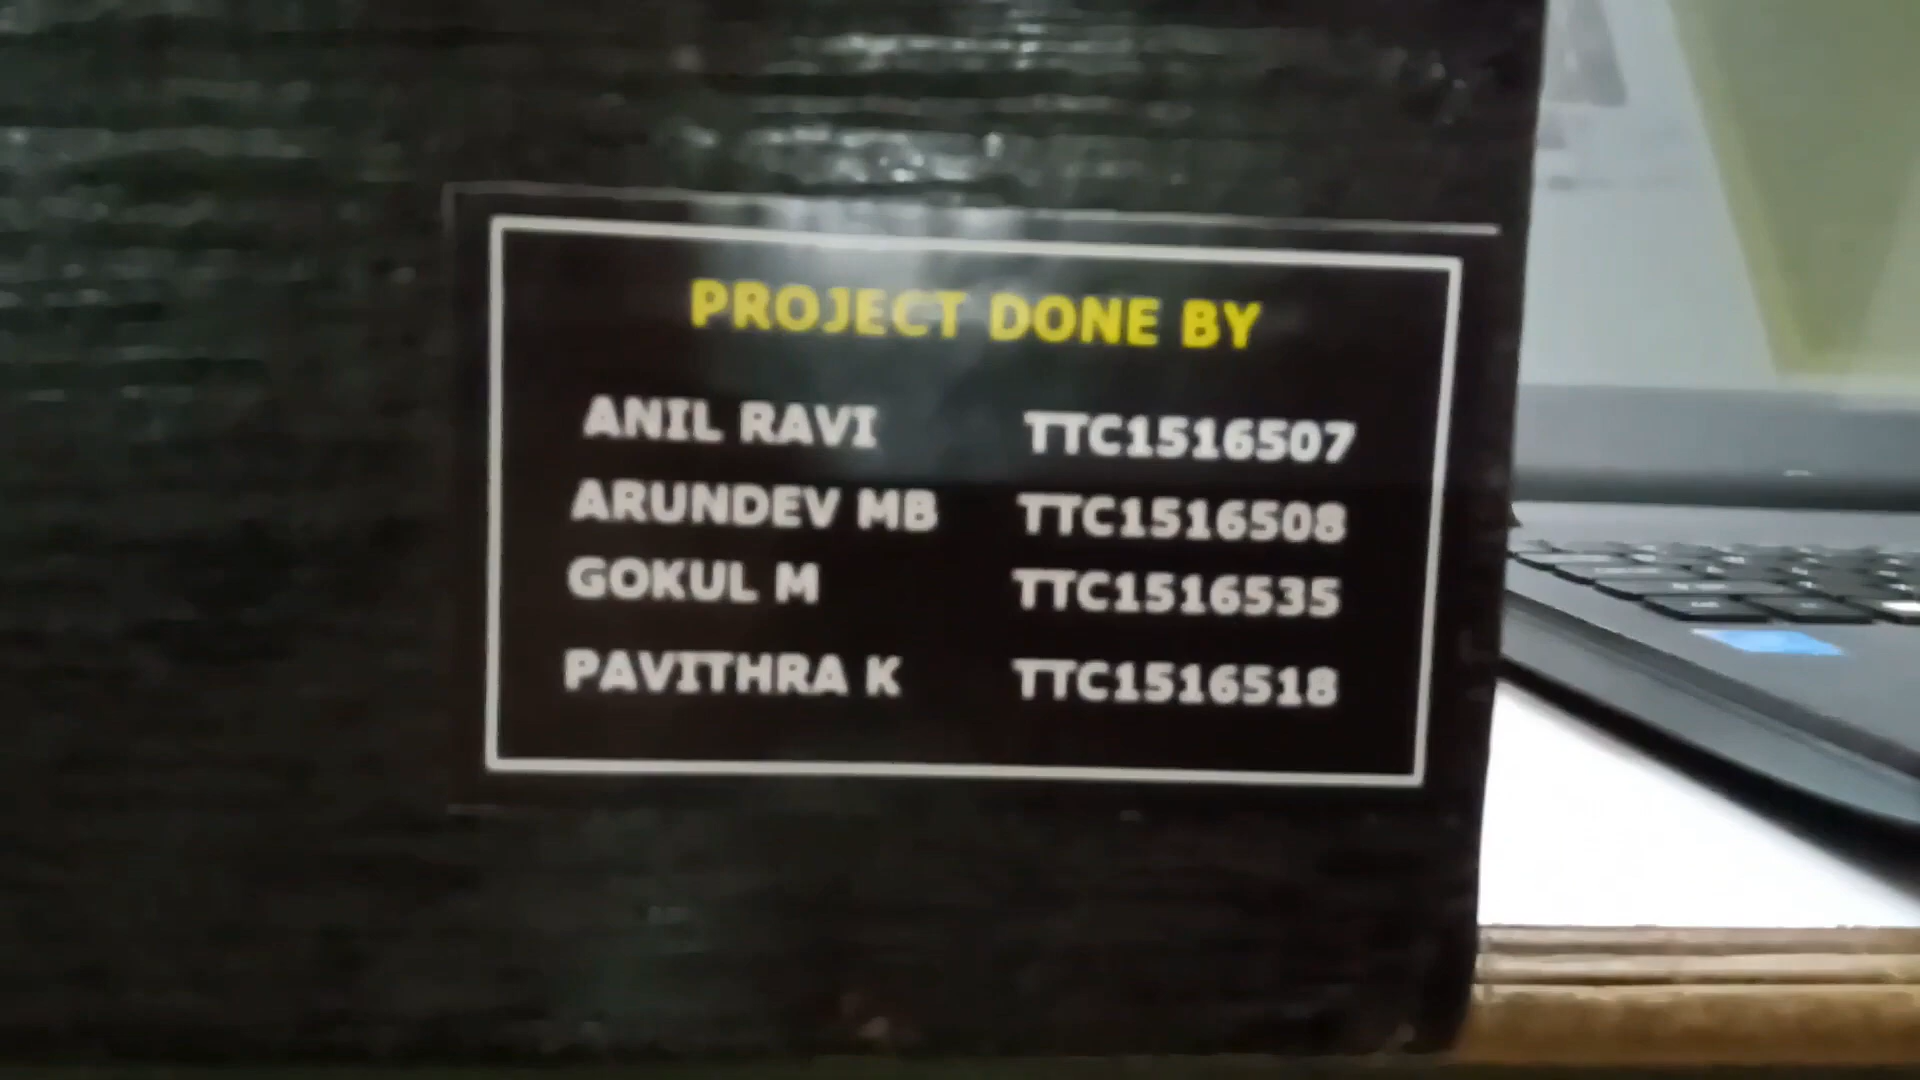 PROJECT DONE BY
ANIL RAVI TTC1516507
ARUNDEV MB TTC1516508
GOKUL M TTC1516535
PAVITHRA K TTC1516518